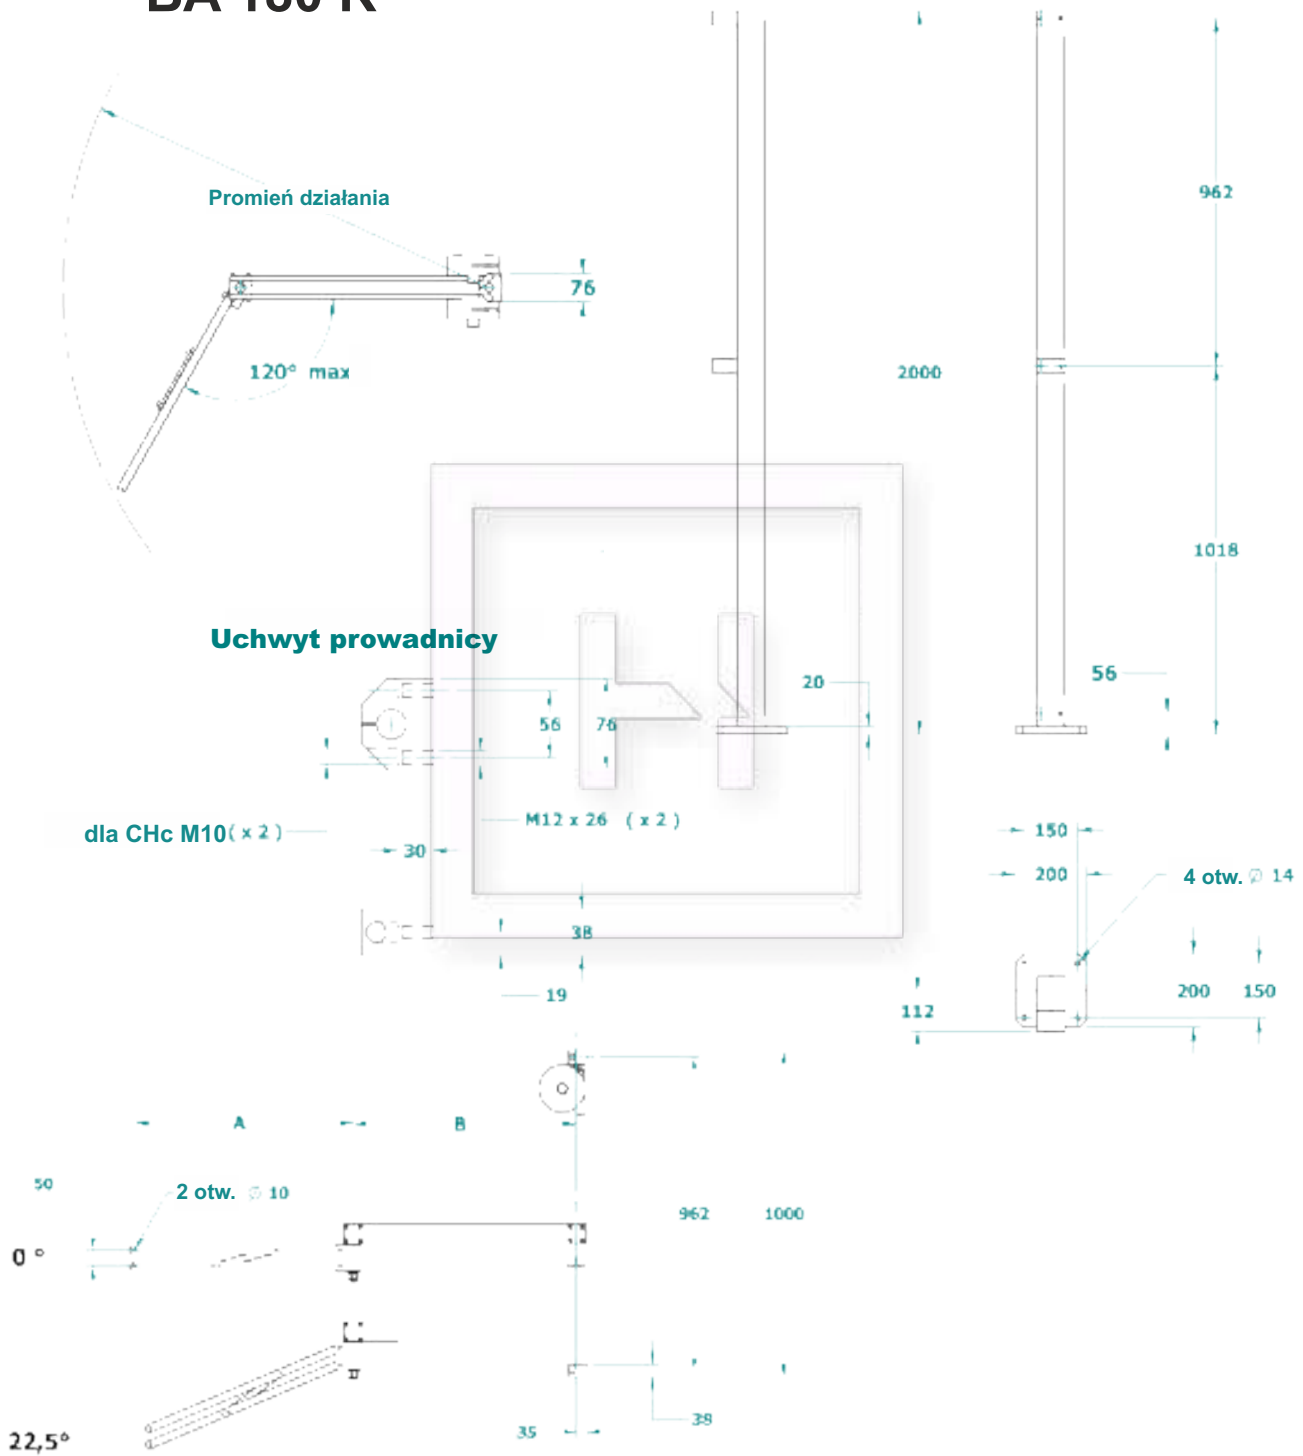 BA 180 R
Promień działania
962
76
120° max
2000
1018
Uchwyt prowadnicy
56
20
56
76
dla CHc M10 ( x 2 )
M12 x 26 ( x 2 )
30
150
200
4 otw. ∅ 14
38
19
112
200
150
A
B
50
2 otw. ∅ 10
962
1000
0 °
35
38
22,5°